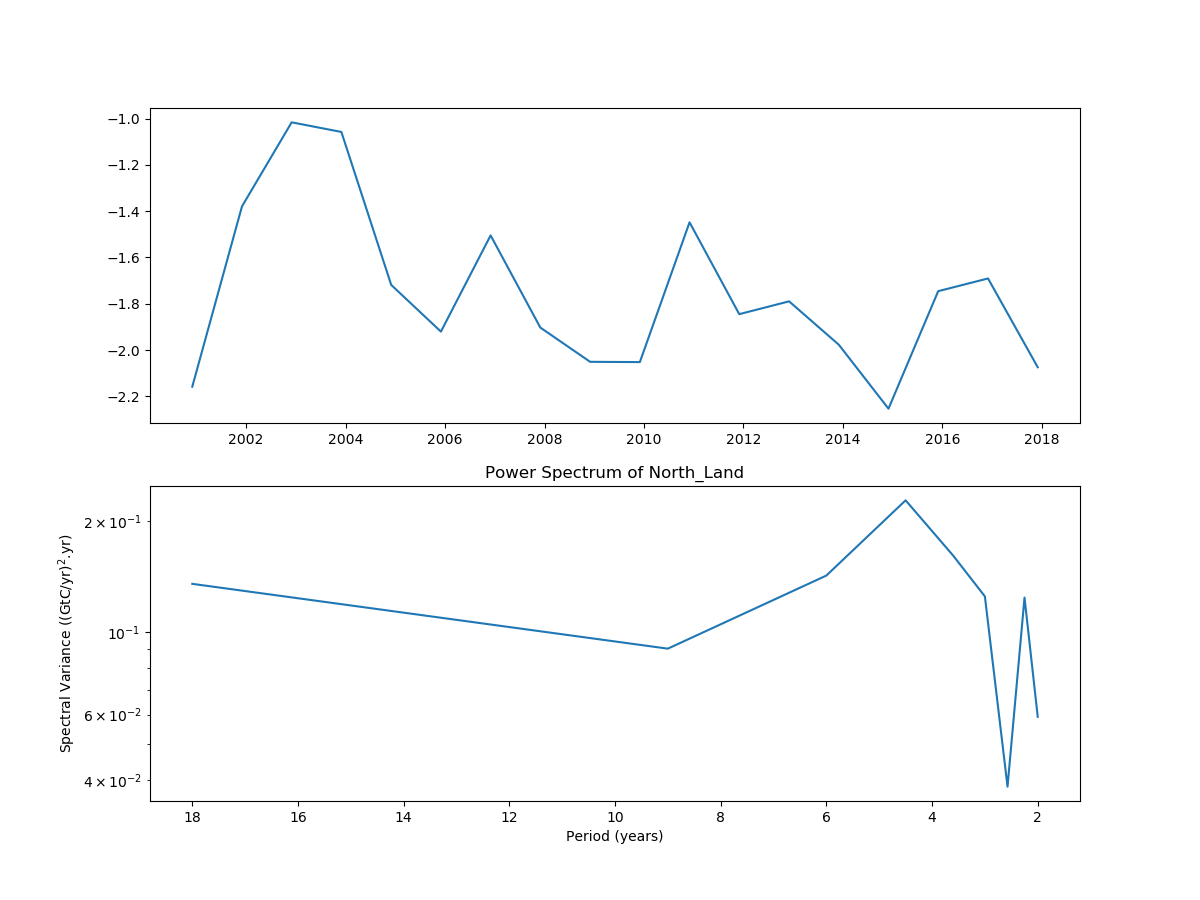 −1.0
−1.2
−1.4
−1.6
−1.8
−2.0
−2.2
2002 2004 2006 2008 2010 2012 2014 2016 2018
Power Spectrum of North_Land
Spectral Variance ((GtC/yr)².yr)
2 × 10⁻¹
10⁻¹
6 × 10⁻²
4 × 10⁻²
18 16 14 12 10 8 6 4 2
Period (years)